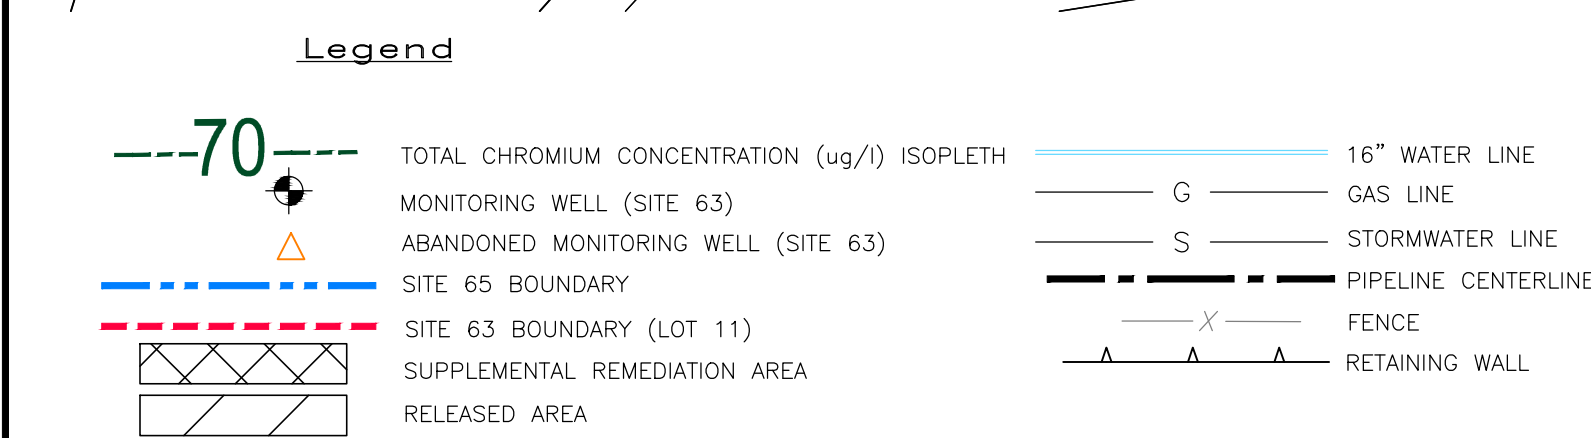 Legend
70 TOTAL CHROMIUM CONCENTRATION (ug/l) ISOPLETH
MONITORING WELL (SITE 63)
ABANDONED MONITORING WELL (SITE 63)
SITE 65 BOUNDARY
SITE 63 BOUNDARY (LOT 11)
SUPPLEMENTAL REMEDIATION AREA
RELEASED AREA
16” WATER LINE
G GAS LINE
S STORMWATER LINE
PIPELINE CENTERLINE
X FENCE
RETAINING WALL